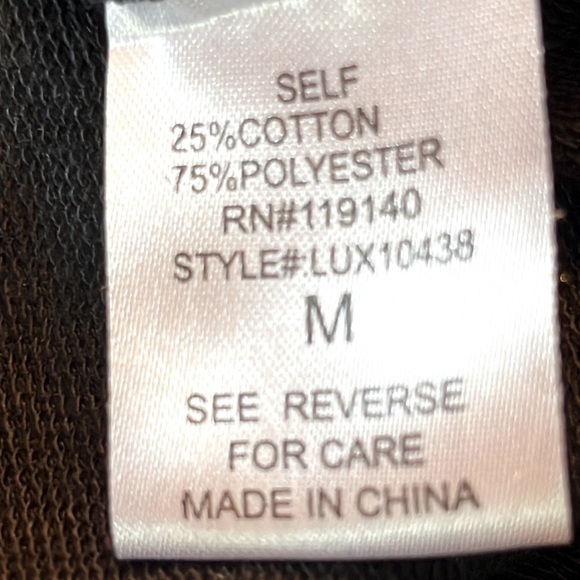 SELF
25%COTTON
75%POLYESTER
RN#119140
STYLE#:LUX10438
M
SEE REVERSE
FOR CARE
MADE IN CHINA